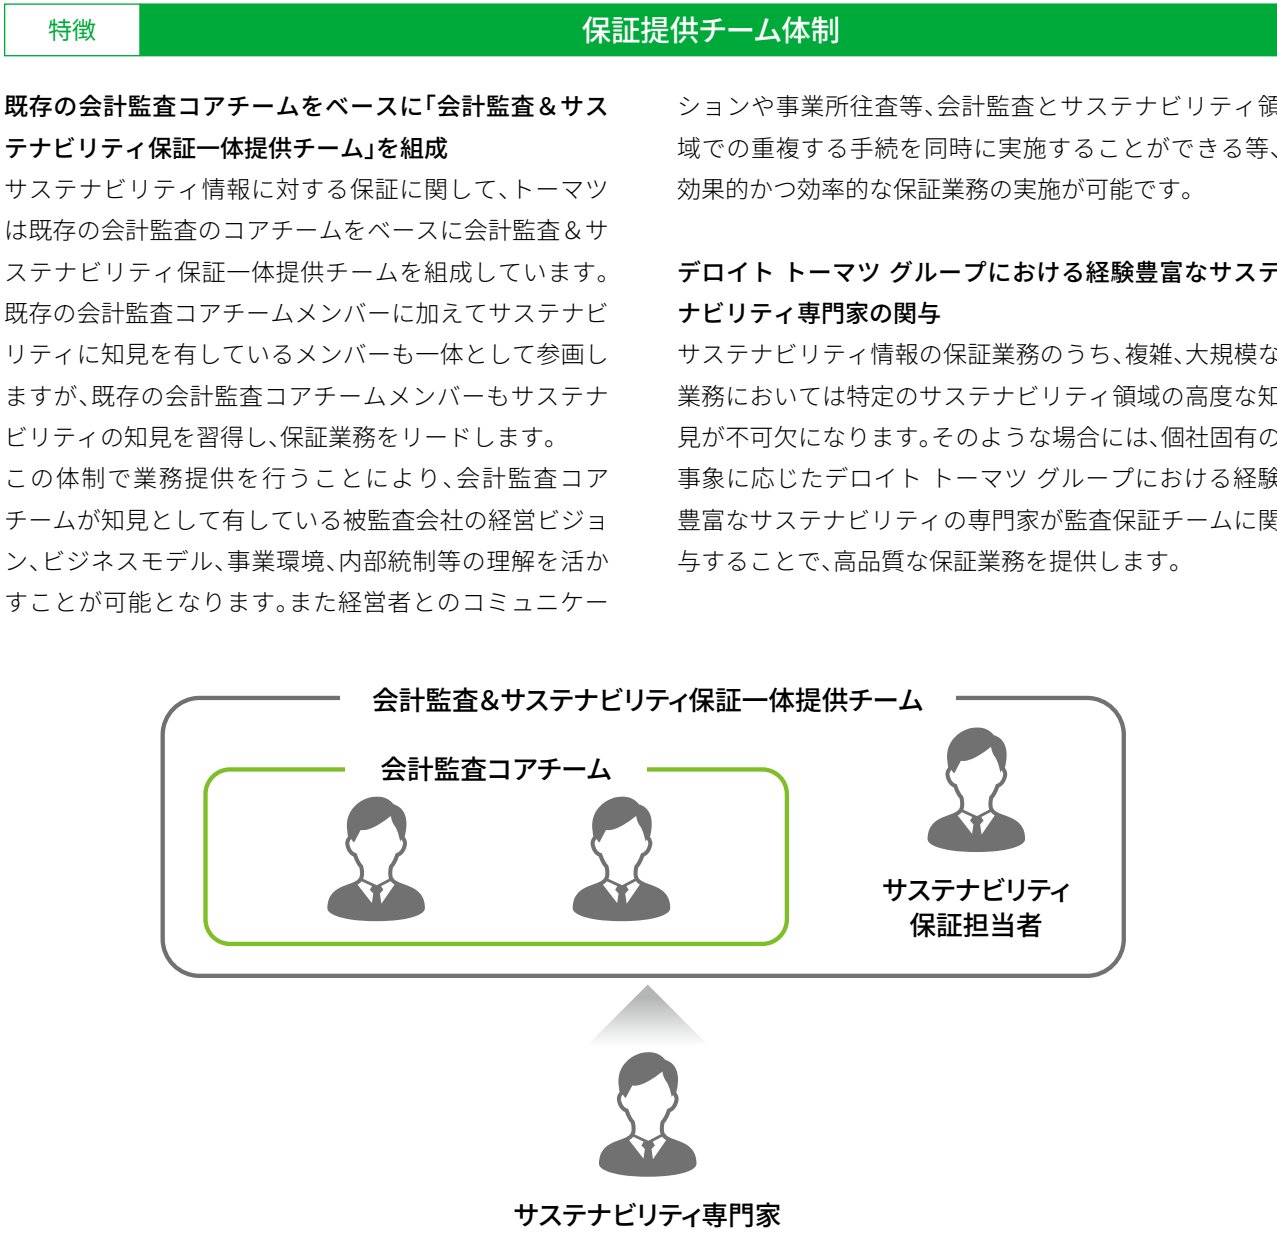 特徴
保証提供チーム体制
既存の会計監査コアチームをベースに「会計監査&サス
テナビリティ保証一体提供チーム」を組成
サステナビリティ情報に対する保証に関して、トーマツ
は既存の会計監査のコアチームをベースに会計監査&サ
ステナビリティ保証一体提供チームを組成しています。
既存の会計監査コアチームメンバーに加えてサステナビ
リティに知見を有しているメンバーも一体として参画し
ますが、既存の会計監査コアチームメンバーもサステナ
ビリティの知見を習得し、保証業務をリードします。
この体制で業務提供を行うことにより、会計監査コア
チームが知見として有している被監査会社の経営ビジョ
ン、ビジネスモデル、事業環境、内部統制等の理解を活か
すことが可能となります。また経営者とのコミュニケー
ションや事業所往査等、会計監査とサステナビリティ領
域での重複する手続を同時に実施することができる等、
効果的かつ効率的な保証業務の実施が可能です。
デロイト トーマツ グループにおける経験豊富なサステ
ナビリティ専門家の関与
サステナビリティ情報の保証業務のうち、複雑、大規模な
業務においては特定のサステナビリティ領域の高度な知
見が不可欠になります。そのような場合には、個社固有の
事象に応じたデロイト トーマツ グループにおける経験
豊富なサステナビリティの専門家が監査保証チームに関
与することで、高品質な保証業務を提供します。
会計監査&サステナビリティ保証一体提供チーム
会計監査コアチーム
サステナビリティ
保証担当者
サステナビリティ専門家